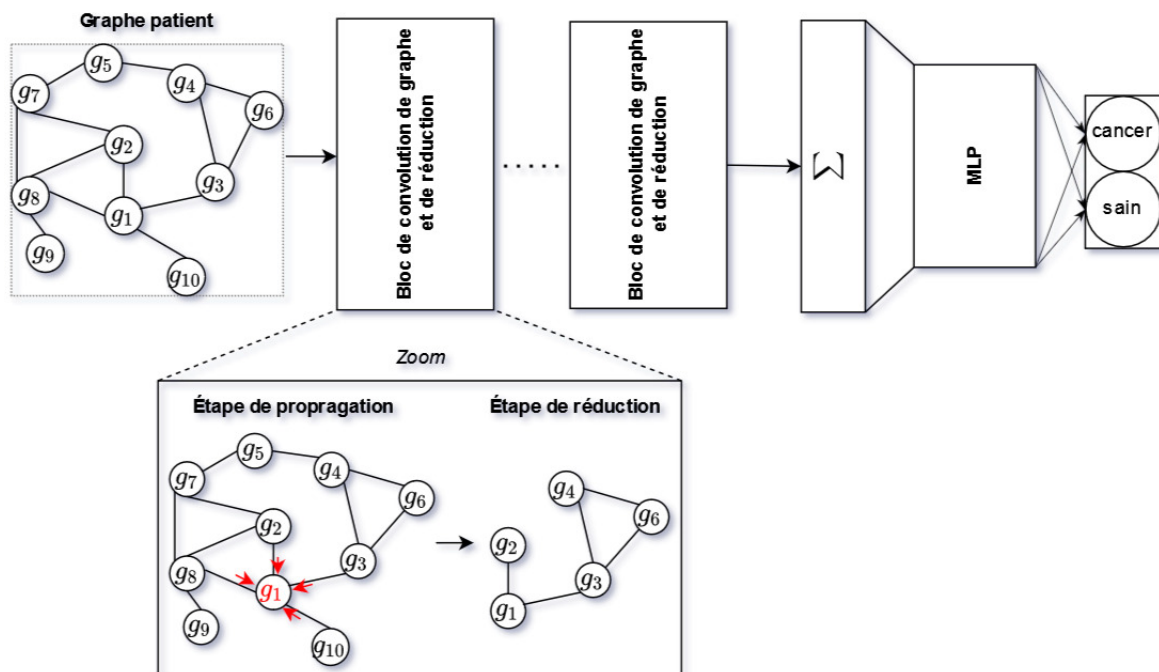 Graphe patient
g5
g4
g7
g6
g2
g3
g8
g1
g9
g10
Bloc de convolution de graphe
et de réduction
.....
Bloc de convolution de graphe
et de réduction
Σ
MLP
cancer
sain
Zoom
Étape de propragation
g5
g4
g7
g6
g2
g3
g8
g1
g9
g10
Étape de réduction
g4
g6
g2
g3
g1